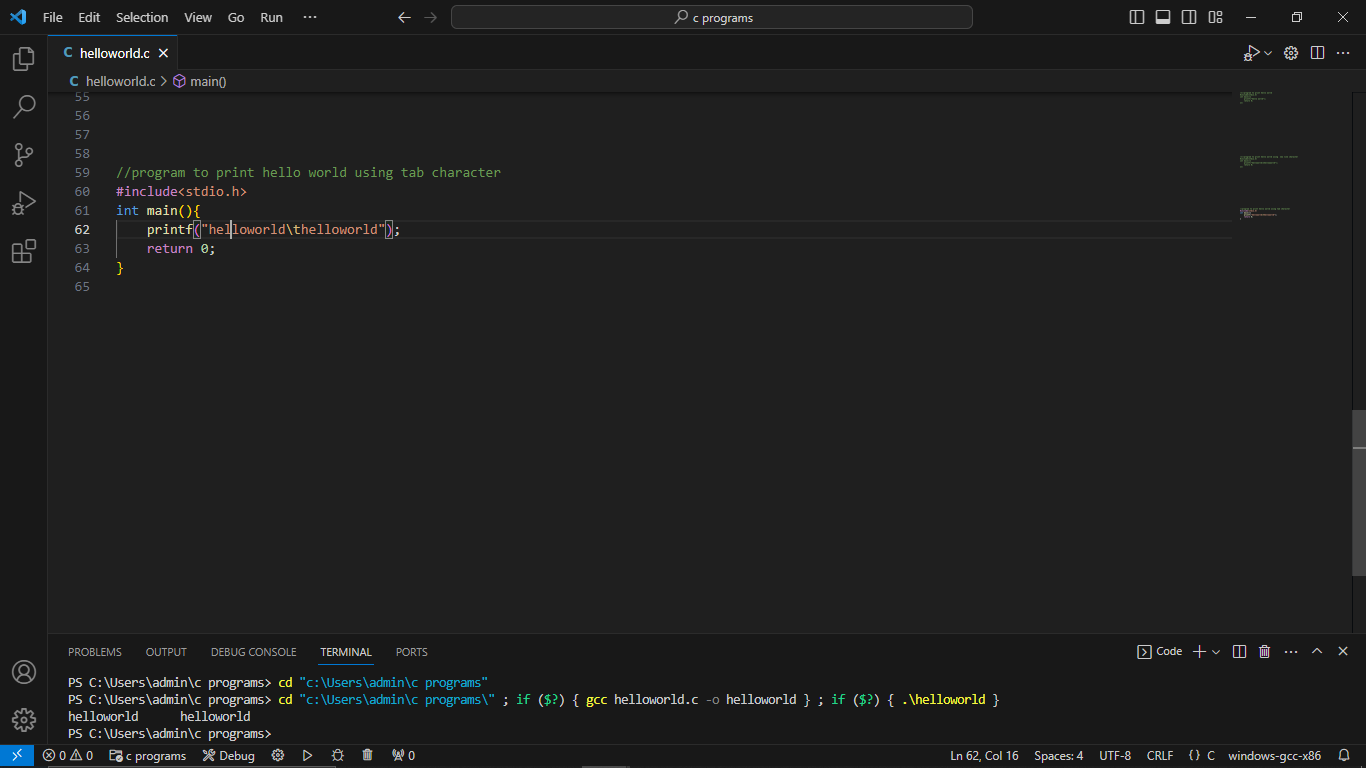 File Edit Selection View Go Run ··· c programs
C helloworld.c
C helloworld.c > main()
55
56
57
58
59 //program to print hello world using tab character
60 #include<stdio.h>
61 int main(){
62 printf("helloworld\thelloworld");
63 return 0;
64 }
65
PROBLEMS OUTPUT DEBUG CONSOLE TERMINAL PORTS Code
PS C:\Users\admin\c programs> cd "c:\Users\admin\c programs"
PS C:\Users\admin\c programs> cd "c:\Users\admin\c programs\" ; if ($?) { gcc helloworld.c -o helloworld } ; if ($?) { .\helloworld }
helloworld      helloworld
PS C:\Users\admin\c programs>
0 0 c programs Debug 0 Ln 62, Col 16 Spaces: 4 UTF-8 CRLF {} C windows-gcc-x86